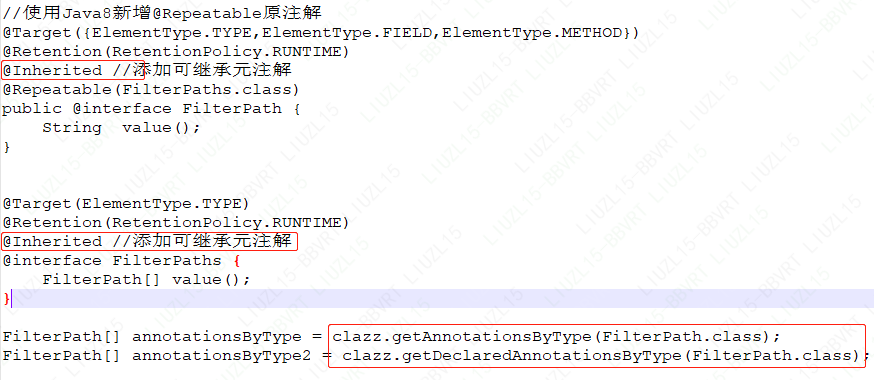 //使用Java8新增@Repeatable原注解
@Target({ElementType.TYPE,ElementType.FIELD,ElementType.METHOD})
@Retention(RetentionPolicy.RUNTIME)
@Inherited //添加可继承元注解
@Repeatable(FilterPaths.class)
public @interface FilterPath {
    String  value();
}
@Target(ElementType.TYPE)
@Retention(RetentionPolicy.RUNTIME)
@Inherited //添加可继承元注解
@interface FilterPaths {
    FilterPath[] value();
}
FilterPath[] annotationsByType = clazz.getAnnotationsByType(FilterPath.class);
FilterPath[] annotationsByType2 = clazz.getDeclaredAnnotationsByType(FilterPath.class);